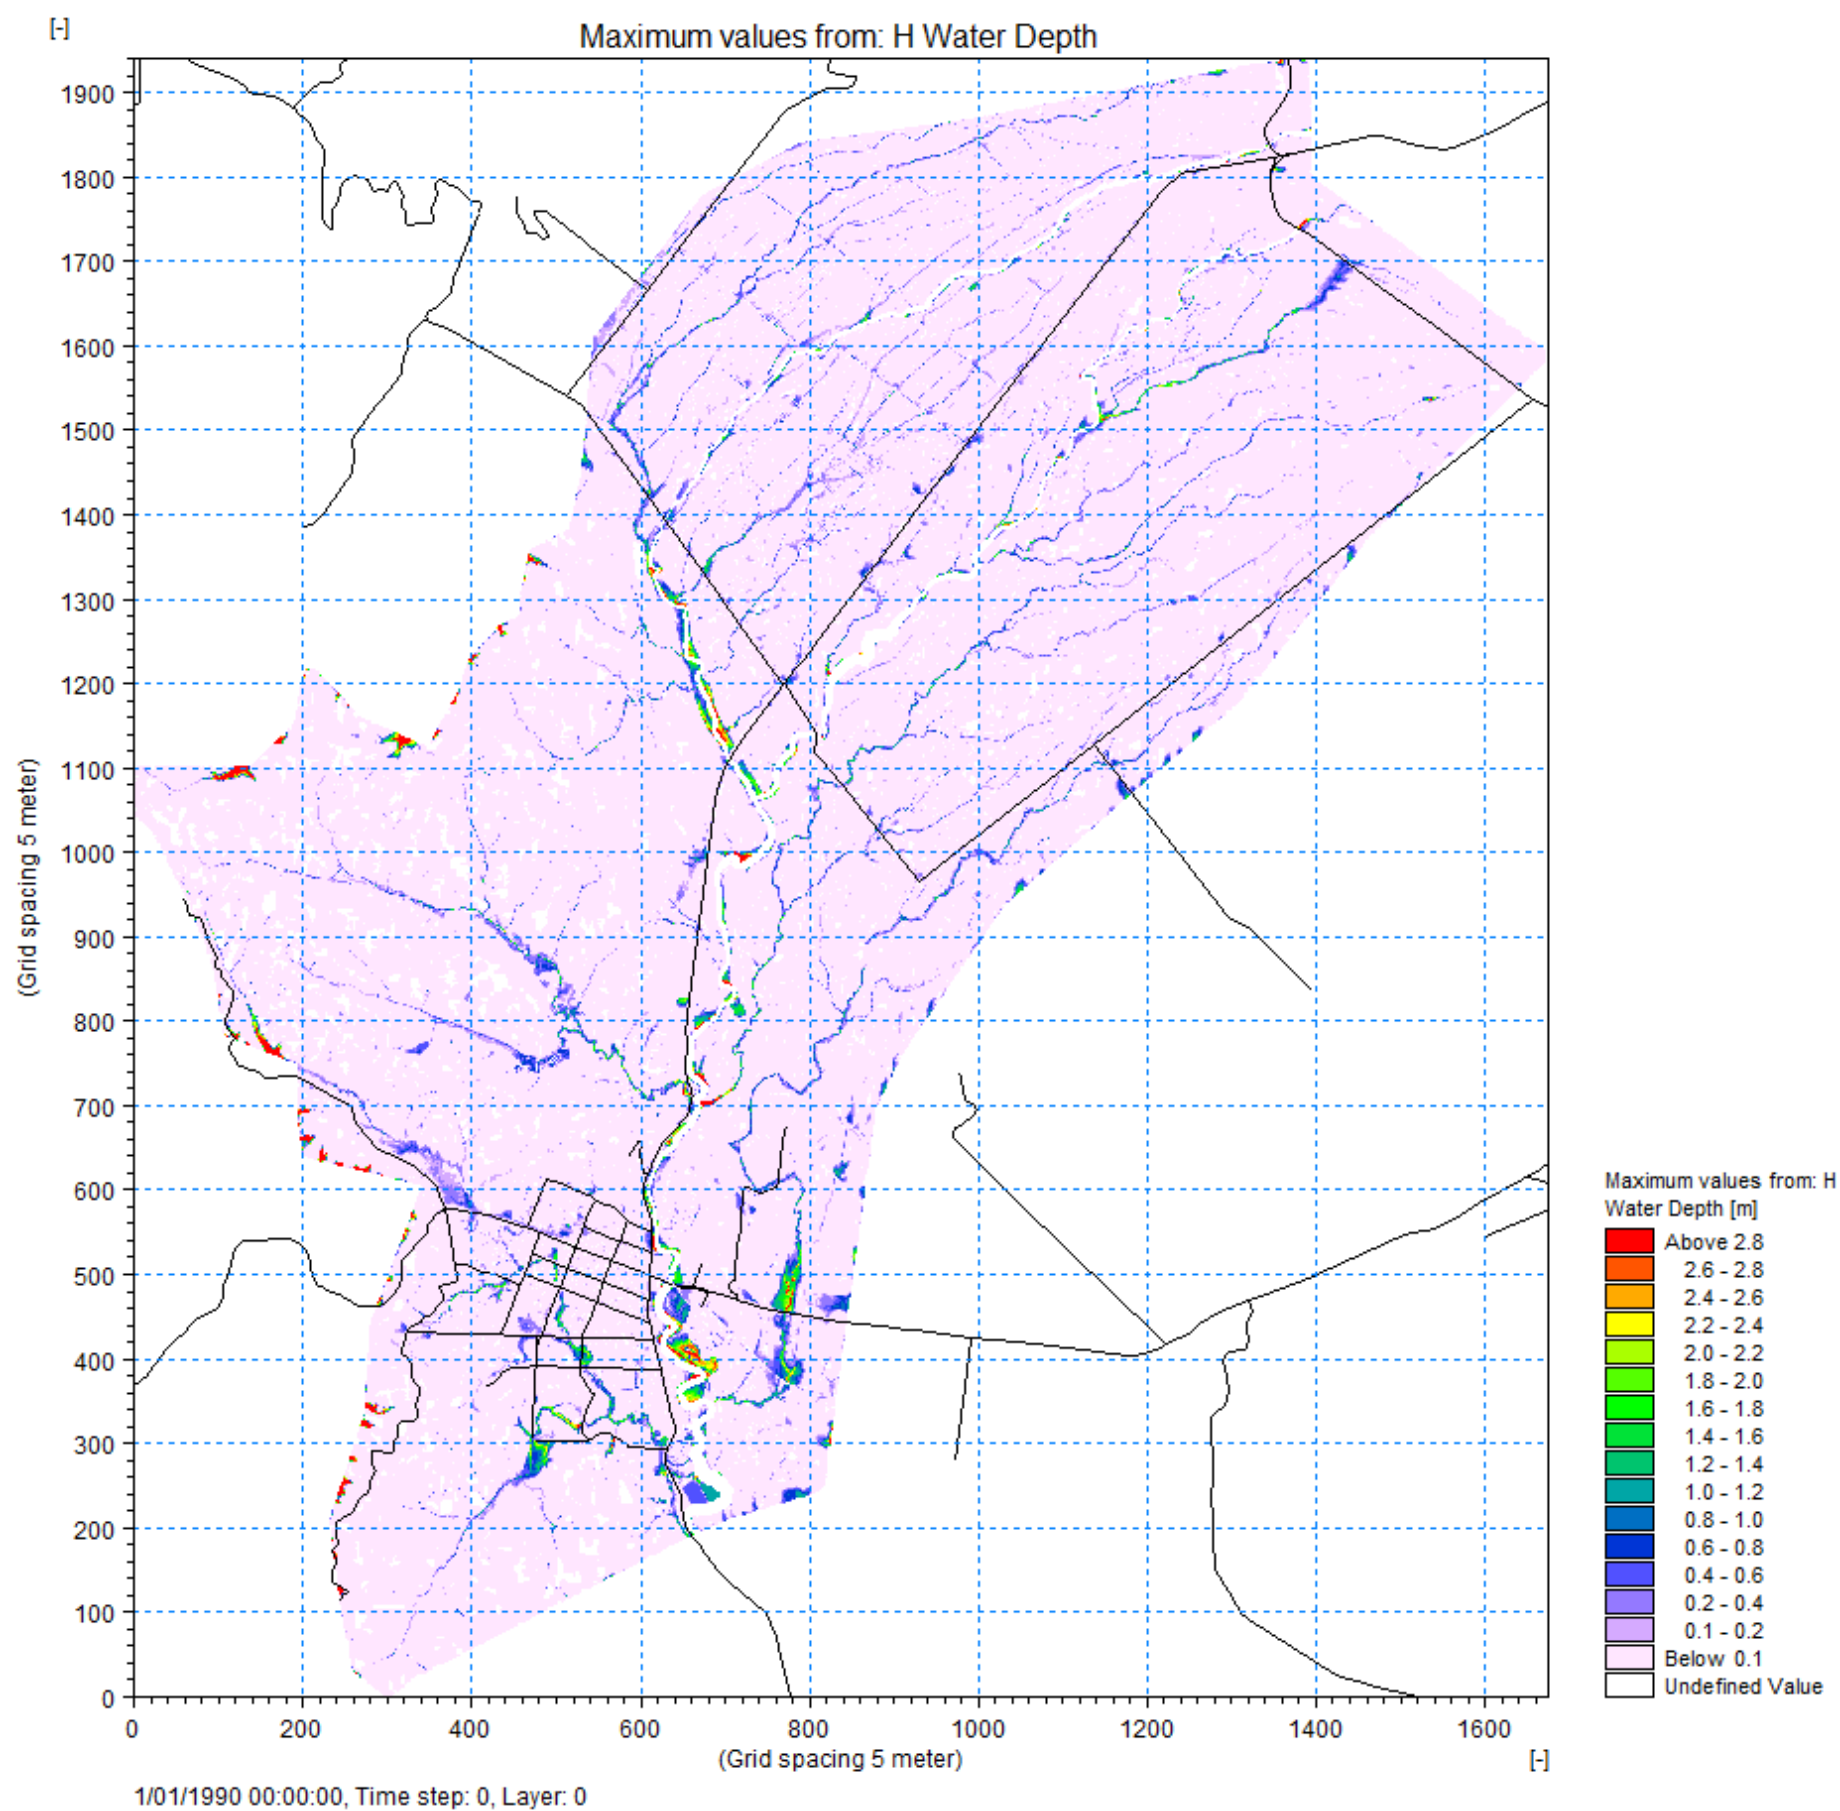 [-]
Maximum values from: H Water Depth
1900
1800
1700
1600
1500
1400
1300
1200
1100
1000
900
800
700
600
500
400
300
200
100
0
(Grid spacing 5 meter)
0 200 400 600 800 1000 1200 1400 1600
(Grid spacing 5 meter)
[-]
1/01/1990 00:00:00, Time step: 0, Layer: 0
Maximum values from: H
Water Depth [m]
Above 2.8
2.6 - 2.8
2.4 - 2.6
2.2 - 2.4
2.0 - 2.2
1.8 - 2.0
1.6 - 1.8
1.4 - 1.6
1.2 - 1.4
1.0 - 1.2
0.8 - 1.0
0.6 - 0.8
0.4 - 0.6
0.2 - 0.4
0.1 - 0.2
Below 0.1
Undefined Value